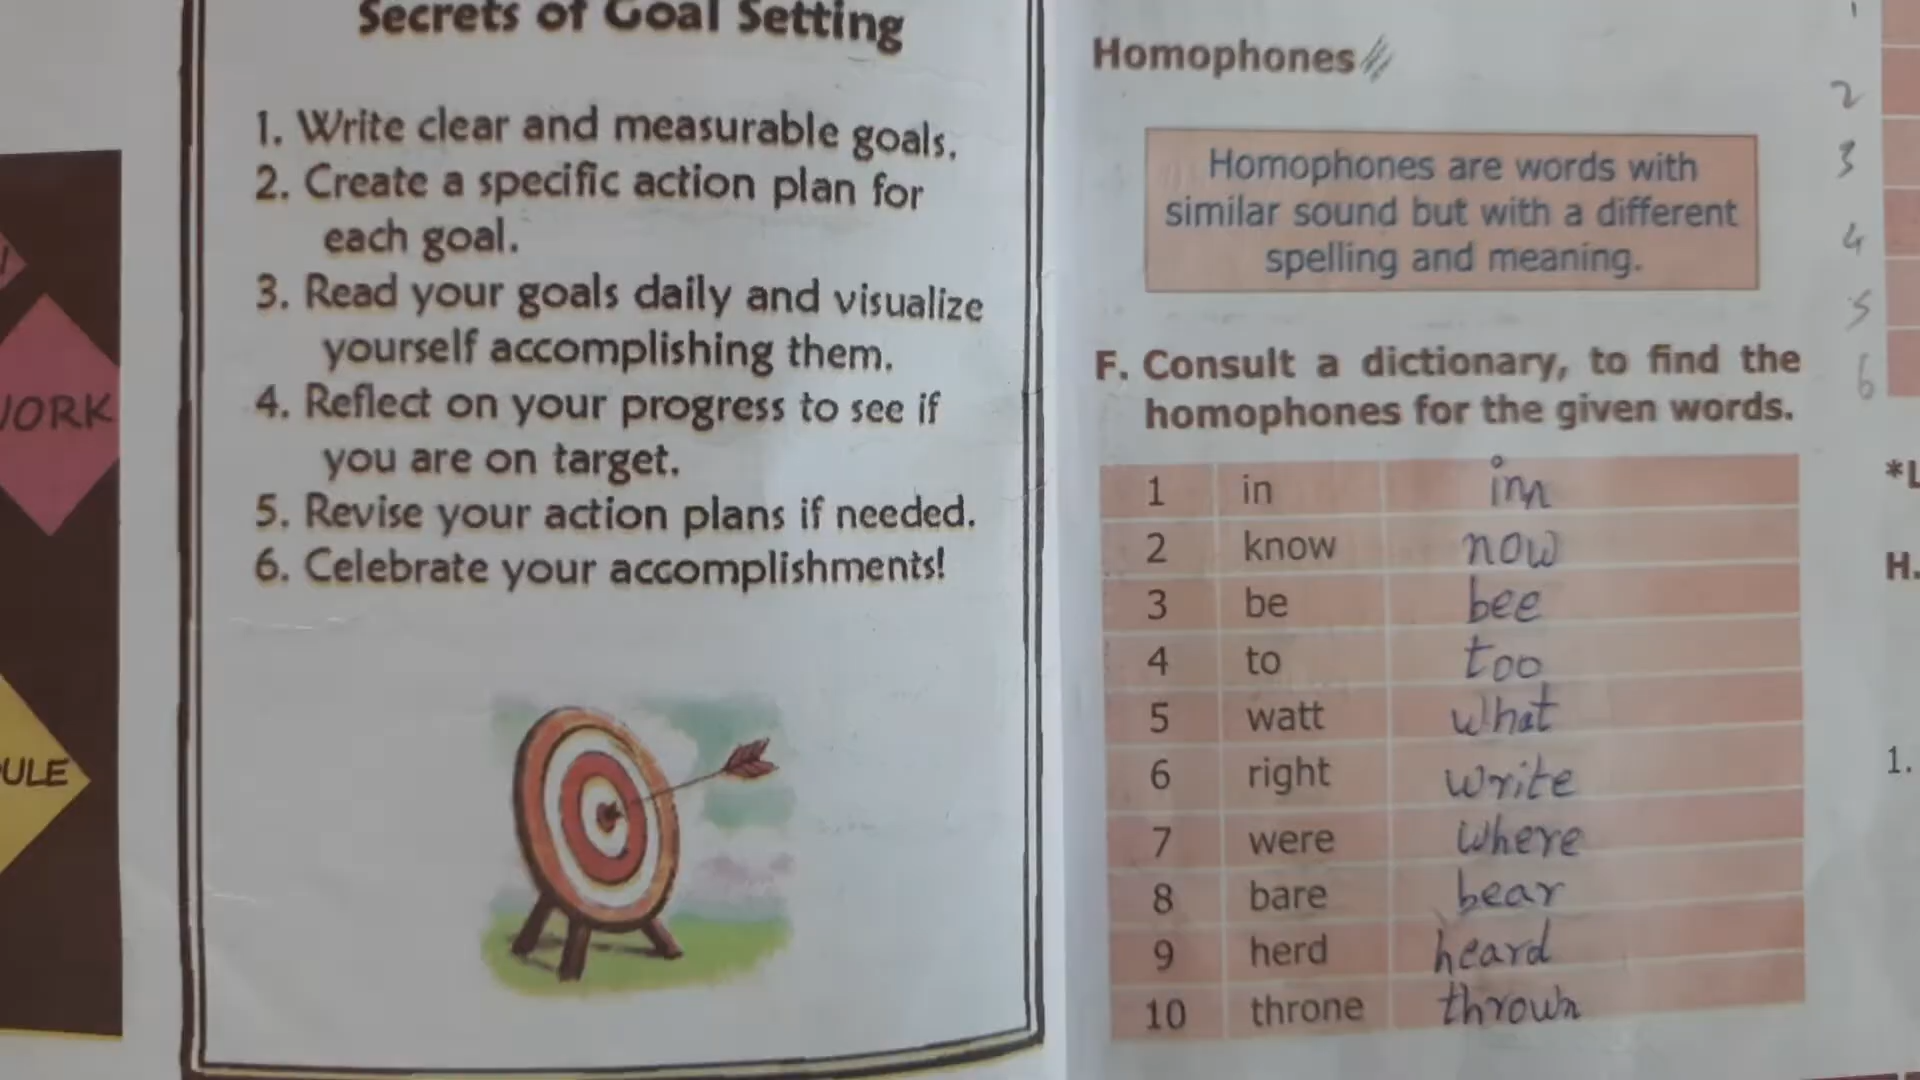 Secrets of Goal Setting
1. Write clear and measurable goals.
2. Create a specific action plan for
each goal.
3. Read your goals daily and visualize
yourself accomplishing them.
4. Reflect on your progress to see if
you are on target.
5. Revise your action plans if needed.
6. Celebrate your accomplishments!
Homophones
Homophones are words with
similar sound but with a different
spelling and meaning.
F. Consult a dictionary, to find the
homophones for the given words.
1 in inn
2 know now
3 be bee
4 to too
5 watt what
6 right write
7 were where
8 bare bear
9 herd heard
10 throne thrown
2
3
4
5
6
H.
1.